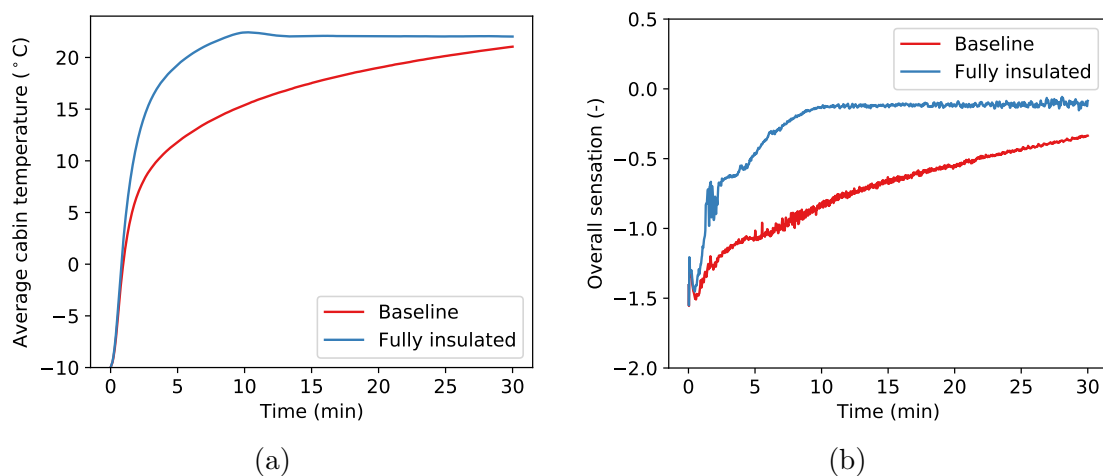 Average cabin temperature (°C)
20
15
10
5
0
−5
−10
0
5
10
15
20
25
30
Time (min)
Baseline
Fully insulated
(a)
Overall sensation (-)
0.5
0.0
−0.5
−1.0
−1.5
−2.0
0
5
10
15
20
25
30
Time (min)
Baseline
Fully insulated
(b)